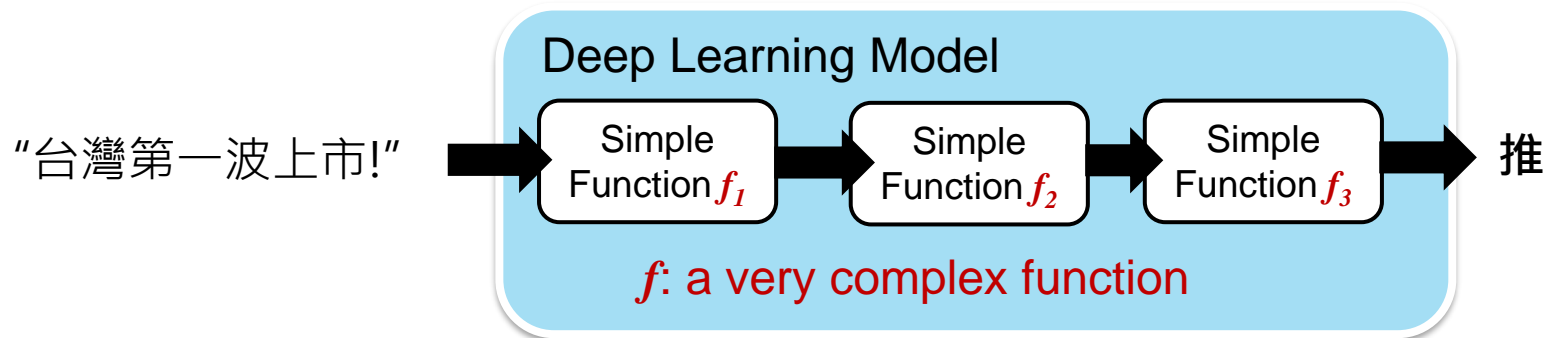 Deep Learning Model
“台灣第一波上市!”
Simple
Function f1
Simple
Function f2
Simple
Function f3
推
f: a very complex function